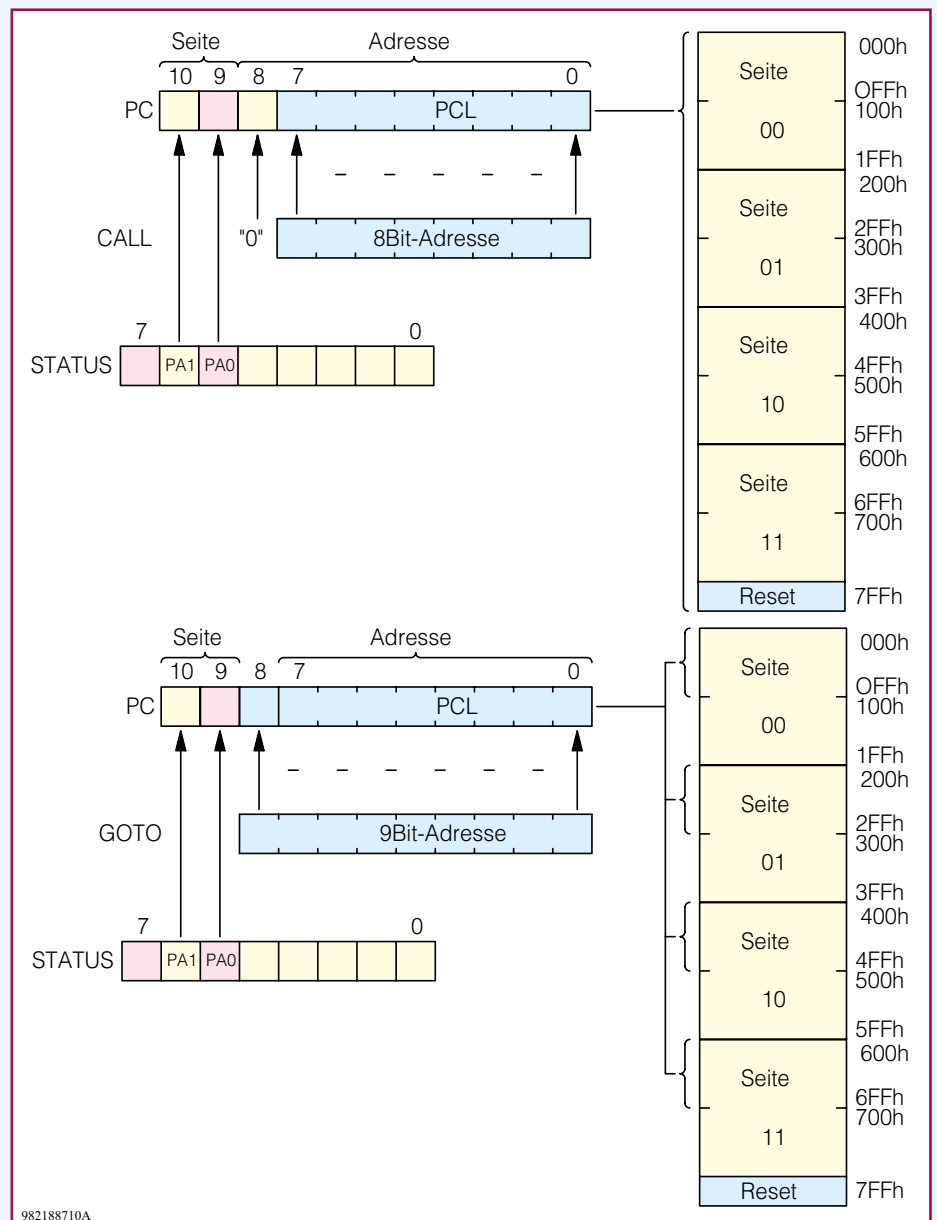 Seite Adresse
10 9 8 7 0
PC PCL
CALL "0" 8Bit-Adresse
7 0
STATUS PA1 PA0
000h
Seite
OFFh
100h
00
1FFh
200h
Seite
2FFh
300h
01
3FFh
400h
Seite
4FFh
500h
10
5FFh
600h
Seite
6FFh
700h
11
Reset 7FFh
Seite Adresse
10 9 8 7 0
PC PCL
GOTO 9Bit-Adresse
7 0
STATUS PA1 PA0
000h
Seite
OFFh
100h
00
1FFh
200h
Seite
2FFh
300h
01
3FFh
400h
Seite
4FFh
500h
10
5FFh
600h
Seite
6FFh
700h
11
Reset 7FFh
982188710A